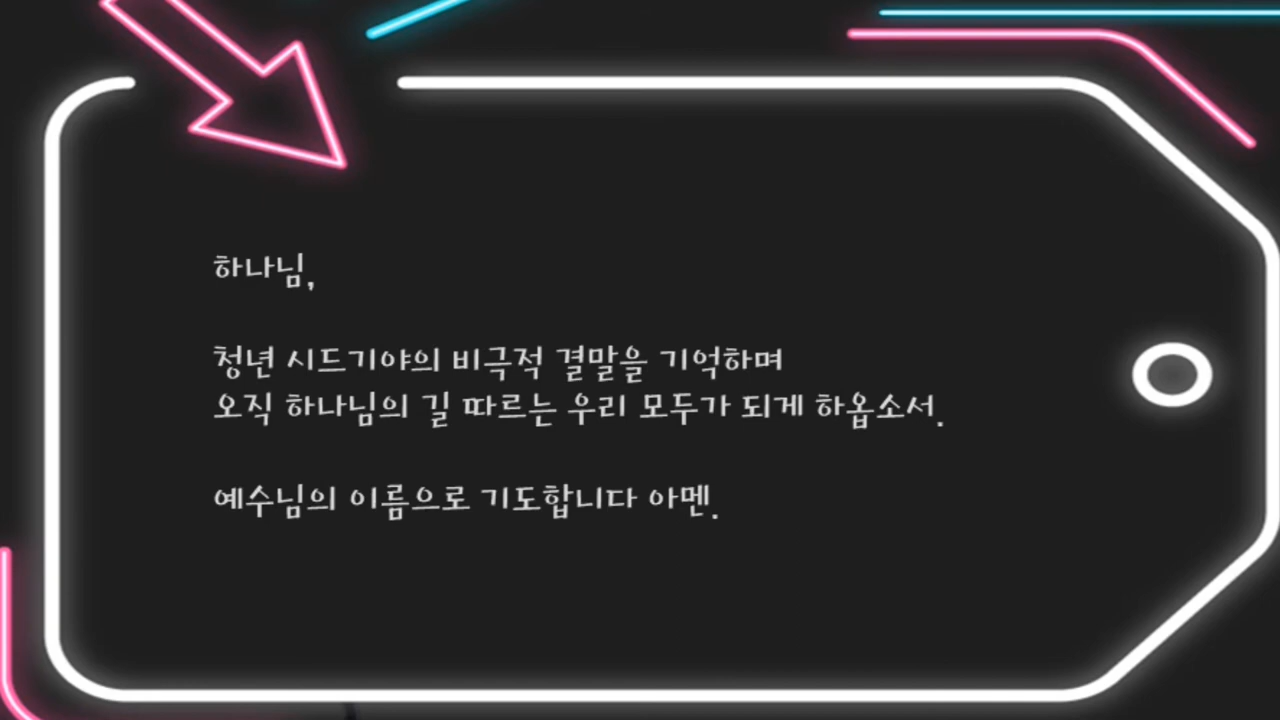 하나님,
청년 시드기야의 비극적 결말을 기억하며
오직 하나님의 길 따르는 우리 모두가 되게 하옵소서.
예수님의 이름으로 기도합니다 아멘.